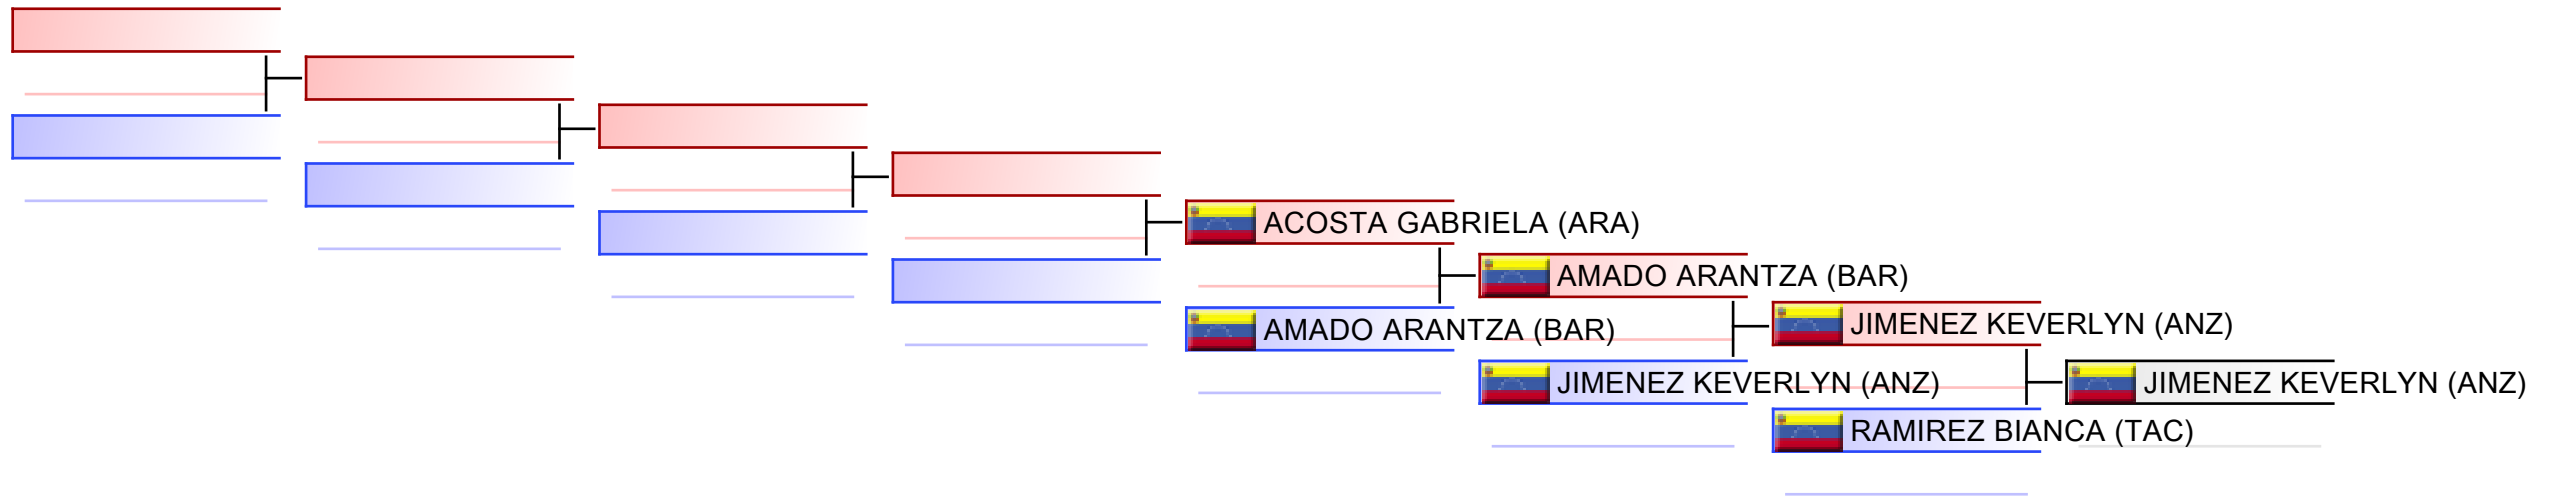 ACOSTA GABRIELA (ARA)
AMADO ARANTZA (BAR)
AMADO ARANTZA (BAR)
JIMENEZ KEVERLYN (ANZ)
JIMENEZ KEVERLYN (ANZ)
JIMENEZ KEVERLYN (ANZ)
RAMIREZ BIANCA (TAC)